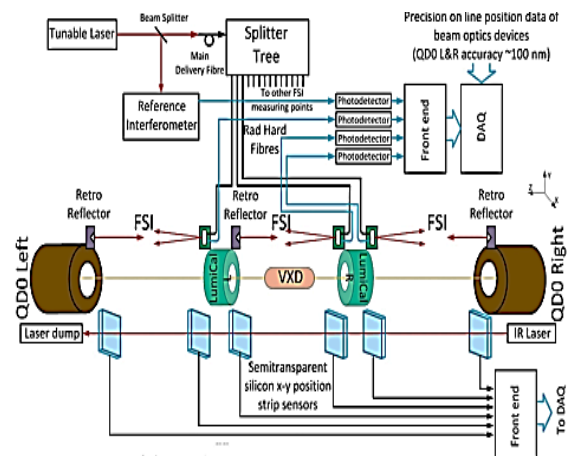 Tunable Laser
Beam Splitter
Main
Delivery Fibre
Splitter
Tree
To other FSI
measuring points
Reference
Interferometer
Rad Hard
Fibres
Photodetector
Photodetector
Photodetector
Photodetector
Front end
DAQ
Precision on line position data of
beam optics devices
(QD0 L&R accuracy ~100 nm)
Z
Y
X
Retro
Reflector
FSI
Retro
Reflector
FSI
FSI
Retro
Reflector
QD0 Left
LumiCal
L
VXD
R
LumiCal
QD0 Right
Laser dump
IR Laser
Semitransparent
silicon x-y position
strip sensors
Front end
To DAQ